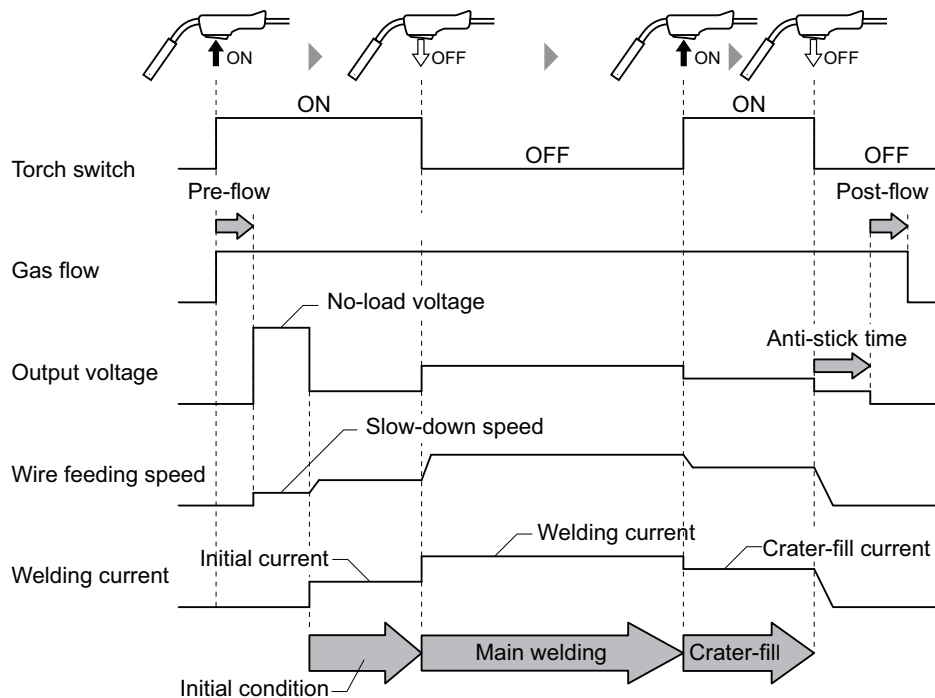 ON
OFF
ON
OFF
ON
ON
Torch switch
OFF
OFF
Pre-flow
Post-flow
Gas flow
No-load voltage
Output voltage
Anti-stick time
Slow-down speed
Wire feeding speed
Welding current
Initial current
Crater-fill current
Welding current
Main welding
Crater-fill
Initial condition